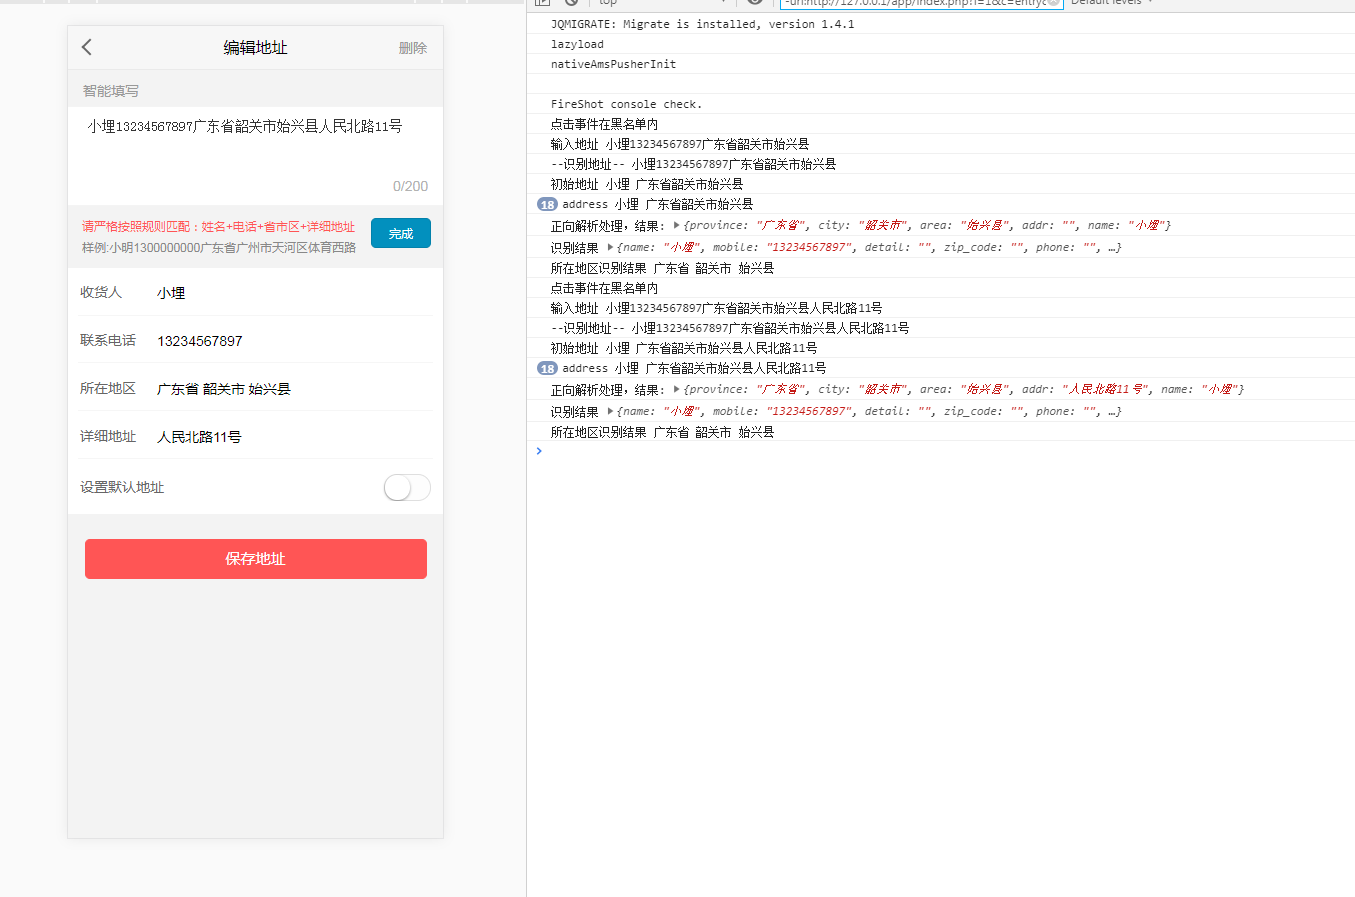 编辑地址
删除
智能填写
小埋13234567897广东省韶关市始兴县人民北路11号
0/200
请严格按照规则匹配：姓名+电话+省市区+详细地址
样例:小明1300000000广东省广州市天河区体育西路
完成
收货人 小埋
联系电话 13234567897
所在地区 广东省 韶关市 始兴县
详细地址 人民北路11号
设置默认地址
保存地址
top
-url:http://127.0.0.1/app/index.php?i=1&c=entry
Default levels
JQMIGRATE: Migrate is installed, version 1.4.1
lazyload
nativeAmsPusherInit
FireShot console check.
点击事件在黑名单内
输入地址 小埋13234567897广东省韶关市始兴县
--识别地址-- 小埋13234567897广东省韶关市始兴县
初始地址 小埋 广东省韶关市始兴县
18 address 小埋 广东省韶关市始兴县
正向解析处理，结果: ▶{province: "广东省", city: "韶关市", area: "始兴县", addr: "", name: "小埋"}
识别结果 ▶{name: "小埋", mobile: "13234567897", detail: "", zip_code: "", phone: "", …}
所在地区识别结果 广东省 韶关市 始兴县
点击事件在黑名单内
输入地址 小埋13234567897广东省韶关市始兴县人民北路11号
--识别地址-- 小埋13234567897广东省韶关市始兴县人民北路11号
初始地址 小埋 广东省韶关市始兴县人民北路11号
18 address 小埋 广东省韶关市始兴县人民北路11号
正向解析处理，结果: ▶{province: "广东省", city: "韶关市", area: "始兴县", addr: "人民北路11号", name: "小埋"}
识别结果 ▶{name: "小埋", mobile: "13234567897", detail: "", zip_code: "", phone: "", …}
所在地区识别结果 广东省 韶关市 始兴县